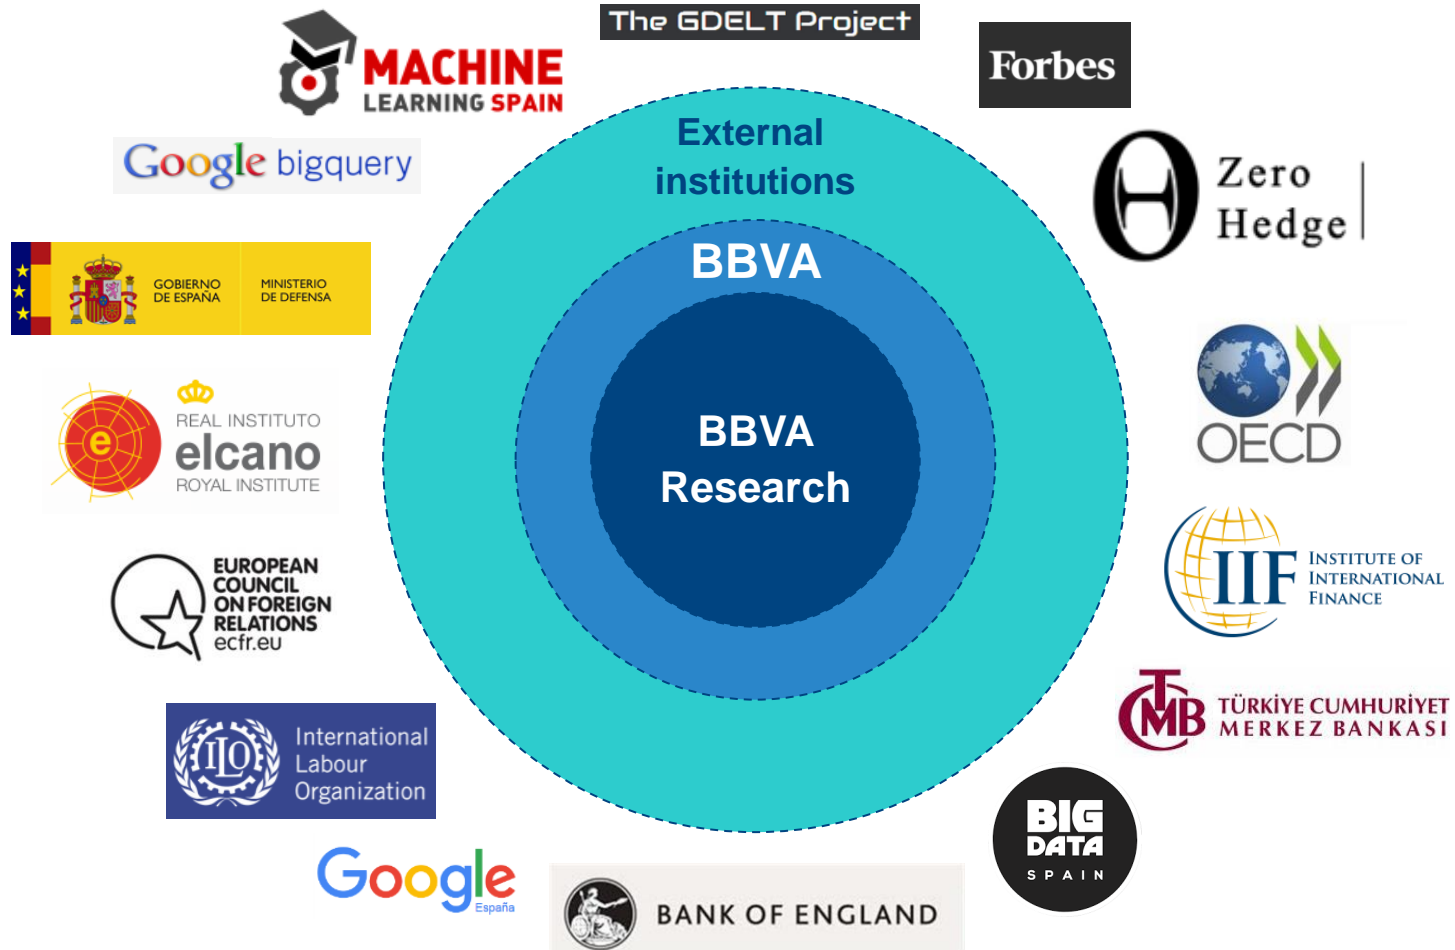 The GDELT Project
MACHINE
LEARNING SPAIN
Forbes
External
institutions
Google bigquery
Zero
Hedge
BBVA
GOBIERNO
DE ESPAÑA
MINISTERIO
DE DEFENSA
REAL INSTITUTO
e
elcano
ROYAL INSTITUTE
OECD
BBVA
Research
EUROPEAN
COUNCIL
ON FOREIGN
RELATIONS
ecfr.eu
IIF
INSTITUTE OF
INTERNATIONAL
FINANCE
ILO
International
Labour
Organization
TCMB
TÜRKİYE CUMHURİYET
MERKEZ BANKASI
BIG
DATA
SPAIN
Google
España
BANK OF ENGLAND